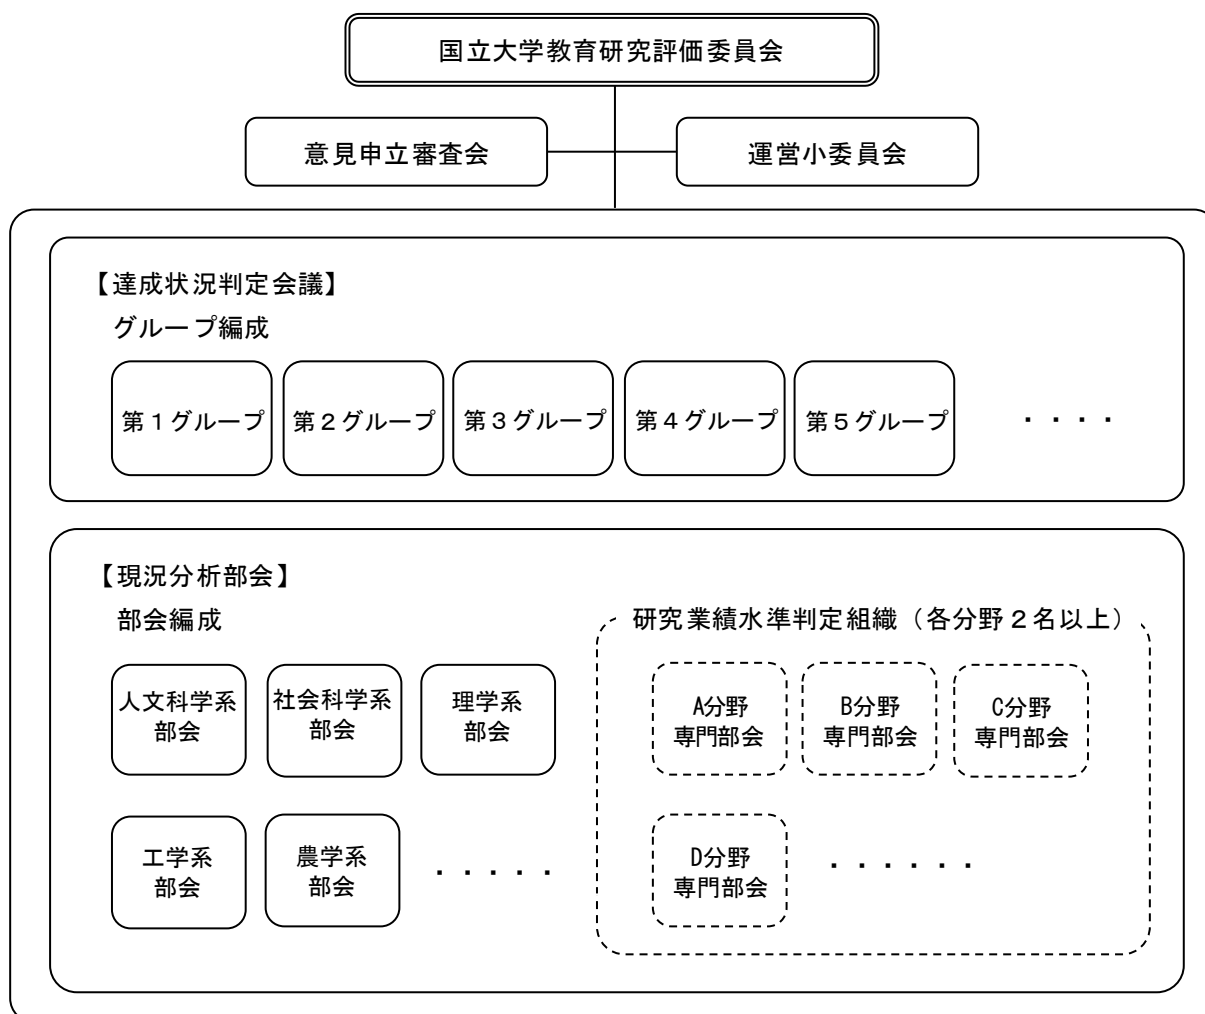 国立大学教育研究評価委員会
意見申立審査会
運営小委員会
【達成状況判定会議】
グループ編成
第１グループ
第２グループ
第３グループ
第４グループ
第５グループ
・・・・
【現況分析部会】
部会編成
人文科学系
部会
社会科学系
部会
理学系
部会
工学系
部会
農学系
部会
・・・・・
研究業績水準判定組織（各分野２名以上）
A分野
専門部会
B分野
専門部会
C分野
専門部会
D分野
専門部会
・・・・・・